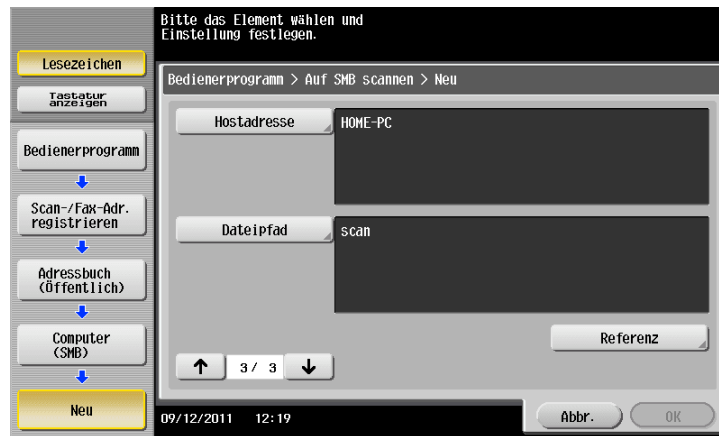 Bitte das Element wählen und
Einstellung festlegen.
Lesezeichen
Tastatur
anzeigen
Bedienerprogramm
Scan-/Fax-Adr.
registrieren
Adressbuch
(Öffentlich)
Computer
(SMB)
Neu
Bedienerprogramm > Auf SMB scannen > Neu
Hostadresse
HOME-PC
Dateipfad
scan
Referenz
↑ 3/ 3 ↓
09/12/2011 12:19
Abbr.
OK